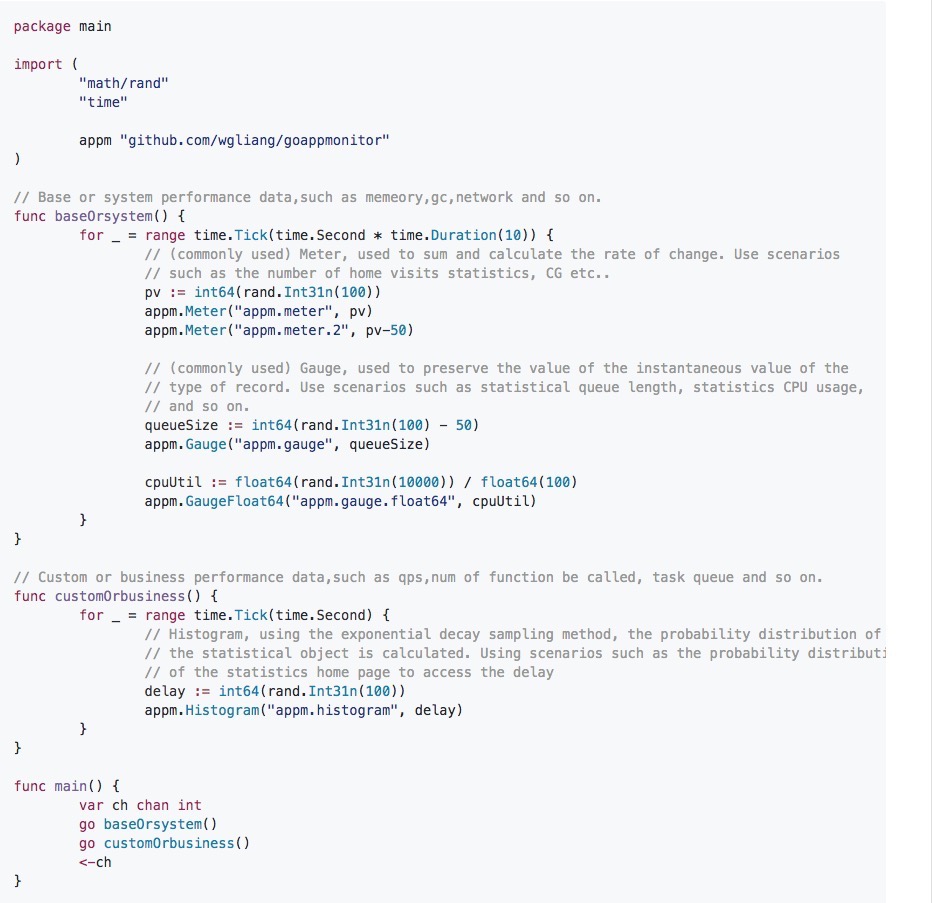 package main

import (
        "math/rand"
        "time"

        appm "github.com/wgliang/goappmonitor"
)

// Base or system performance data,such as memeory,gc,network and so on.
func baseOrsystem() {
        for _ = range time.Tick(time.Second * time.Duration(10)) {
                // (commonly used) Meter, used to sum and calculate the rate of change. Use scenarios
                // such as the number of home visits statistics, CG etc..
                pv := int64(rand.Int31n(100))
                appm.Meter("appm.meter", pv)
                appm.Meter("appm.meter.2", pv-50)

                // (commonly used) Gauge, used to preserve the value of the instantaneous value of the
                // type of record. Use scenarios such as statistical queue length, statistics CPU usage,
                // and so on.
                queueSize := int64(rand.Int31n(100) - 50)
                appm.Gauge("appm.gauge", queueSize)

                cpuUtil := float64(rand.Int31n(10000)) / float64(100)
                appm.GaugeFloat64("appm.gauge.float64", cpuUtil)
        }
}

// Custom or business performance data,such as qps,num of function be called, task queue and so on.
func customOrbusiness() {
        for _ = range time.Tick(time.Second) {
                // Histogram, using the exponential decay sampling method, the probability distribution of
                // the statistical object is calculated. Using scenarios such as the probability distributi
                // of the statistics home page to access the delay
                delay := int64(rand.Int31n(100))
                appm.Histogram("appm.histogram", delay)
        }
}

func main() {
        var ch chan int
        go baseOrsystem()
        go customOrbusiness()
        <-ch
}